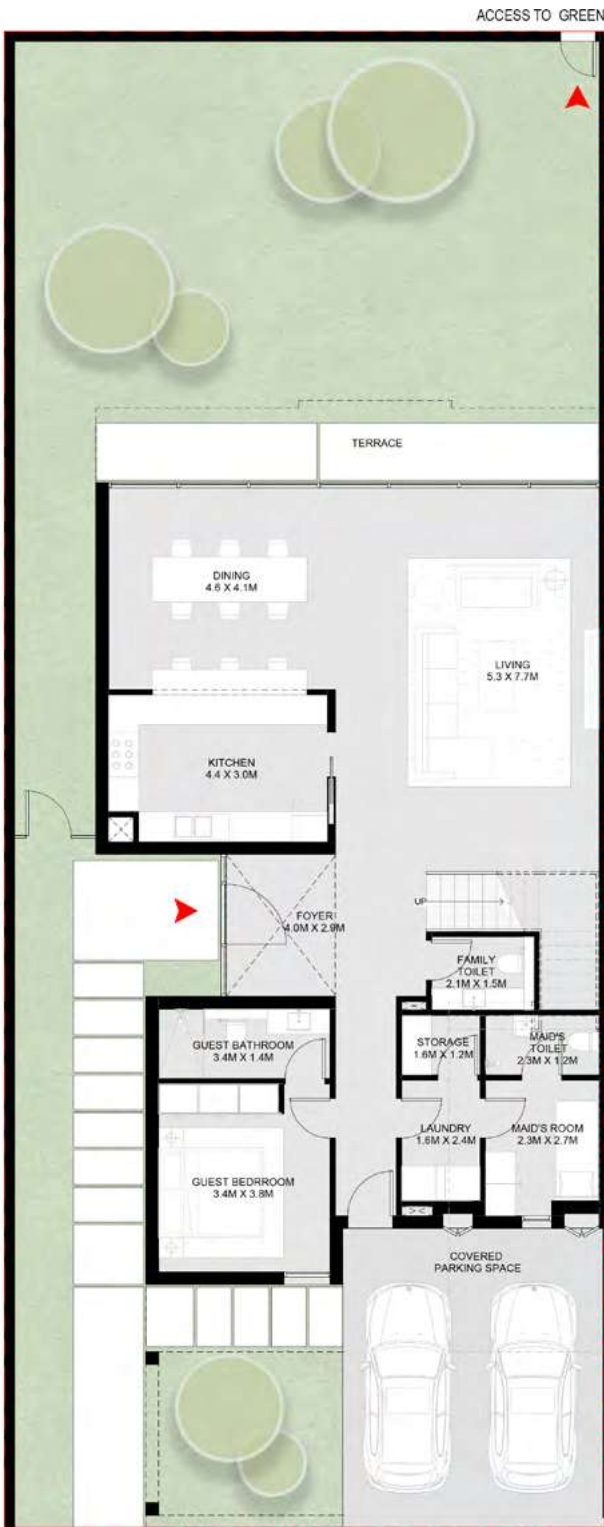 ACCESS TO GREEN
TERRACE
DINING
4.6 X 4.1M
LIVING
5.3 X 7.7M
KITCHEN
4.4 X 3.0M
UP
FOYER
4.0M X 2.9M
FAMILY
TOILET
2.1M X 1.5M
GUEST BATHROOM
3.4M X 1.4M
STORAGE
1.6M X 1.2M
MAID'S
TOILET
2.3M X 1.2M
LAUNDRY
1.6M X 2.4M
MAID'S ROOM
2.3M X 2.7M
GUEST BEDRROOM
3.4M X 3.8M
COVERED
PARKING SPACE